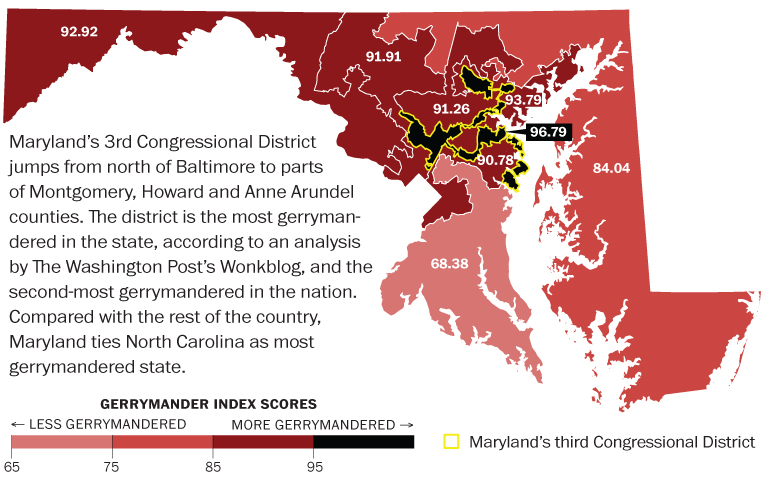 92.92
91.91
91.26
93.79
96.79
90.78
84.04
68.38
Maryland's 3rd Congressional District
jumps from north of Baltimore to parts
of Montgomery, Howard and Anne Arundel
counties. The district is the most gerryman-
dered in the state, according to an analysis
by The Washington Post's Wonkblog, and the
second-most gerrymandered in the nation.
Compared with the rest of the country,
Maryland ties North Carolina as most
gerrymandered state.
GERRYMANDER INDEX SCORES
← LESS GERRYMANDERED MORE GERRYMANDERED →
65 75 85 95
Maryland's third Congressional District